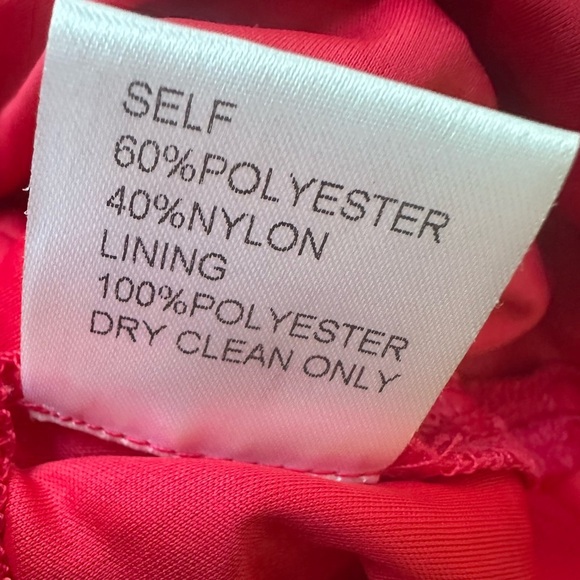 SELF
60%POLYESTER
40%NYLON
LINING
100%POLYESTER
DRY CLEAN ONLY